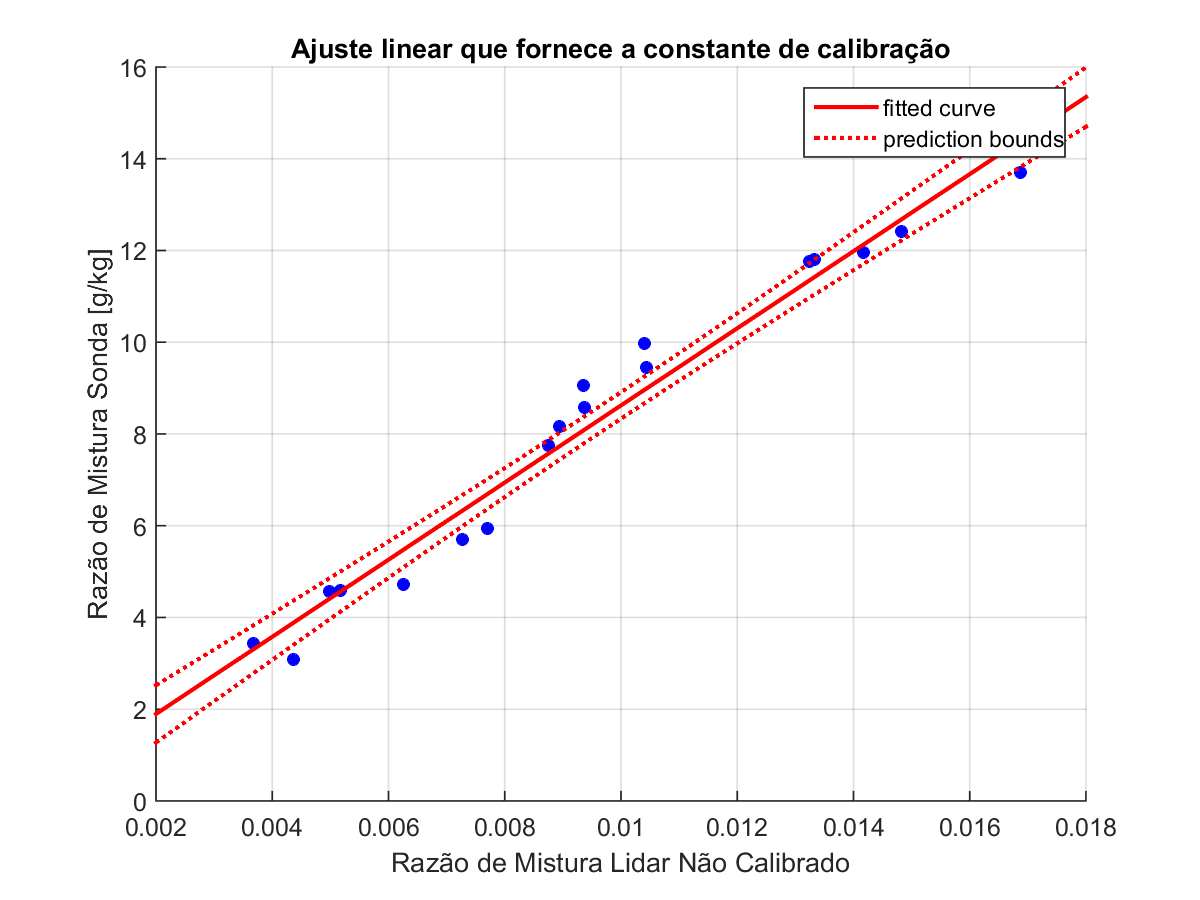 Ajuste linear que fornece a constante de calibração
fitted curve
prediction bounds
16
14
12
10
8
6
4
2
0
0.002 0.004 0.006 0.008 0.01 0.012 0.014 0.016 0.018
Razão de Mistura Sonda [g/kg]
Razão de Mistura Lidar Não Calibrado